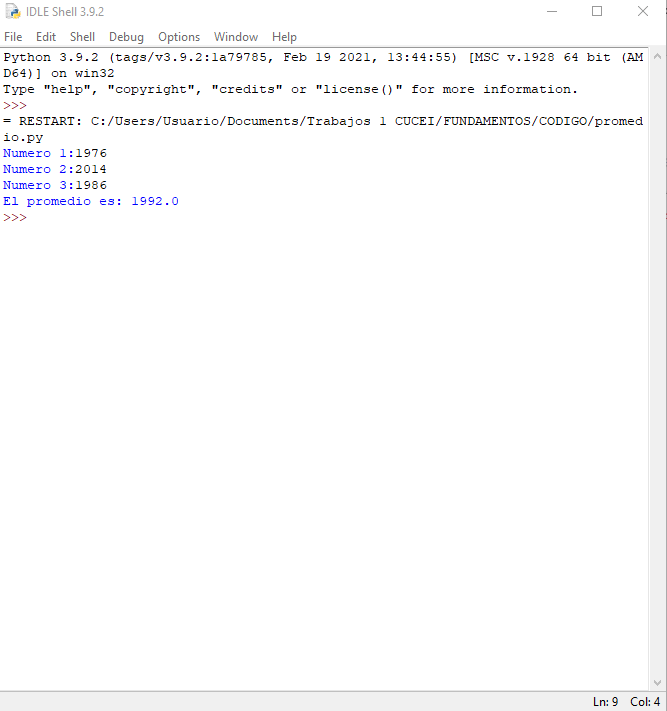 IDLE Shell 3.9.2
File Edit Shell Debug Options Window Help
Python 3.9.2 (tags/v3.9.2:1a79785, Feb 19 2021, 13:44:55) [MSC v.1928 64 bit (AM
D64)] on win32
Type "help", "copyright", "credits" or "license()" for more information.
>>>
= RESTART: C:/Users/Usuario/Documents/Trabajos 1 CUCEI/FUNDAMENTOS/CODIGO/promed
io.py
Numero 1:1976
Numero 2:2014
Numero 3:1986
El promedio es: 1992.0
>>>
Ln: 9 Col: 4